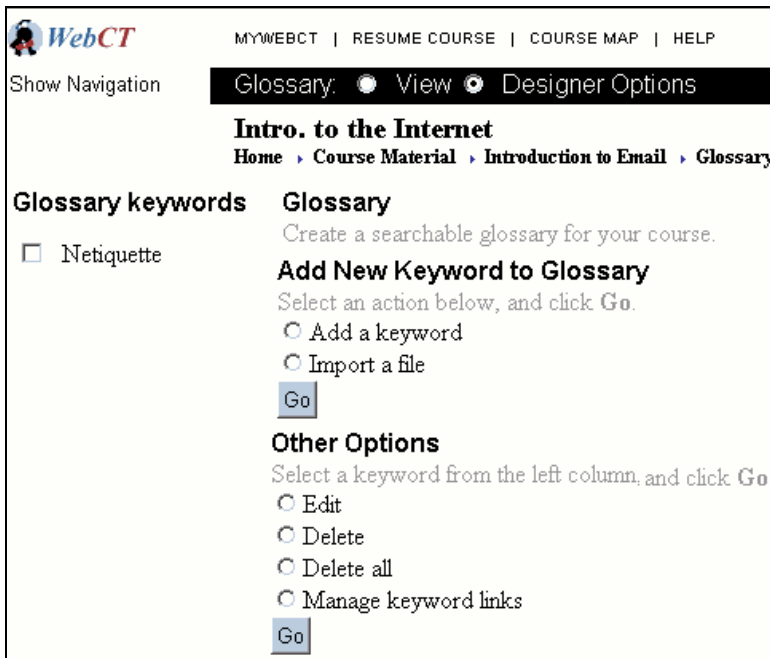 WebCT
MYWEBCT | RESUME COURSE | COURSE MAP | HELP
Show Navigation
Glossary: View Designer Options
Intro. to the Internet
Home Course Material Introduction to Email Glossary
Glossary keywords
Netiquette
Glossary
Create a searchable glossary for your course.
Add New Keyword to Glossary
Select an action below, and click Go.
Add a keyword
Import a file
Go
Other Options
Select a keyword from the left column, and click Go
Edit
Delete
Delete all
Manage keyword links
Go